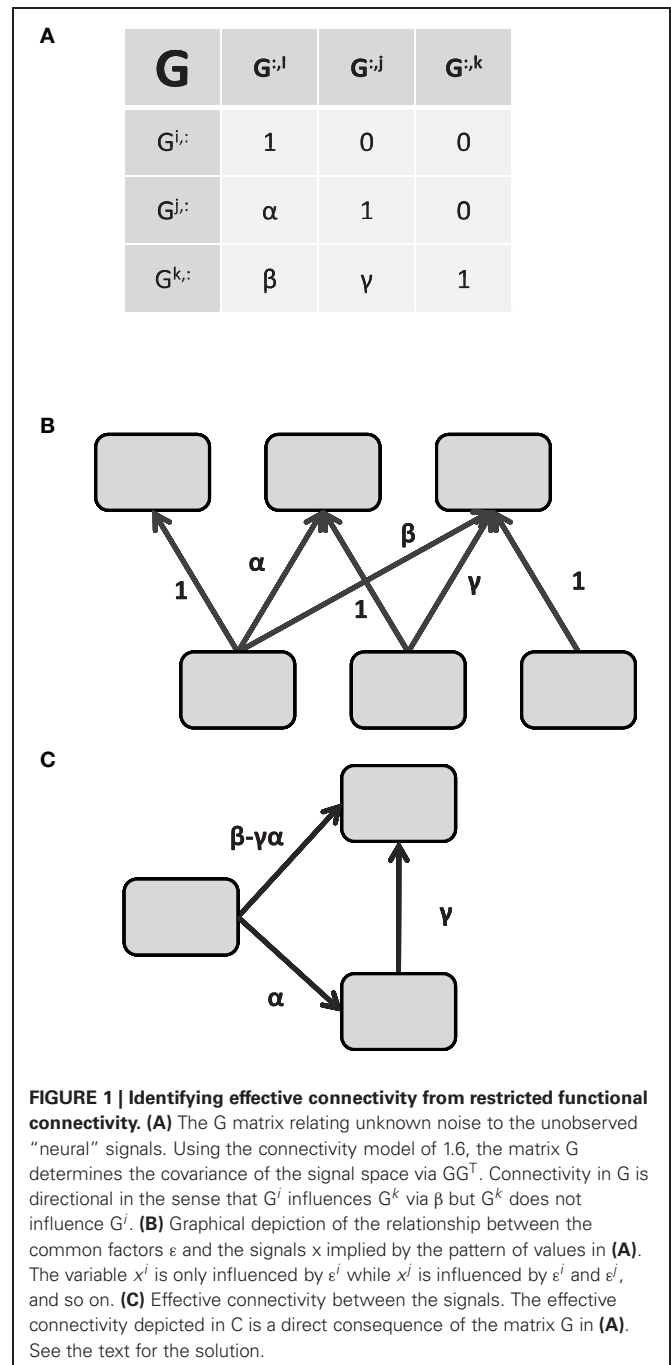 A
G G:,I G:,j G:,k
Gi,: 1 0 0
Gj,: α 1 0
Gk,: β γ 1
B
β
α γ
1 1 1
C
β-γα
γ
α
FIGURE 1 | Identifying effective connectivity from restricted functional
connectivity. (A) The G matrix relating unknown noise to the unobserved
“neural” signals. Using the connectivity model of 1.6, the matrix G
determines the covariance of the signal space via GGT. Connectivity in G is
directional in the sense that Gi influences Gk via β but Gk does not
influence Gi. (B) Graphical depiction of the relationship between the
common factors ε and the signals x implied by the pattern of values in (A).
The variable xi is only influenced by εi while xj is influenced by εi and εj,
and so on. (C) Effective connectivity between the signals. The effective
connectivity depicted in C is a direct consequence of the matrix G in (A).
See the text for the solution.